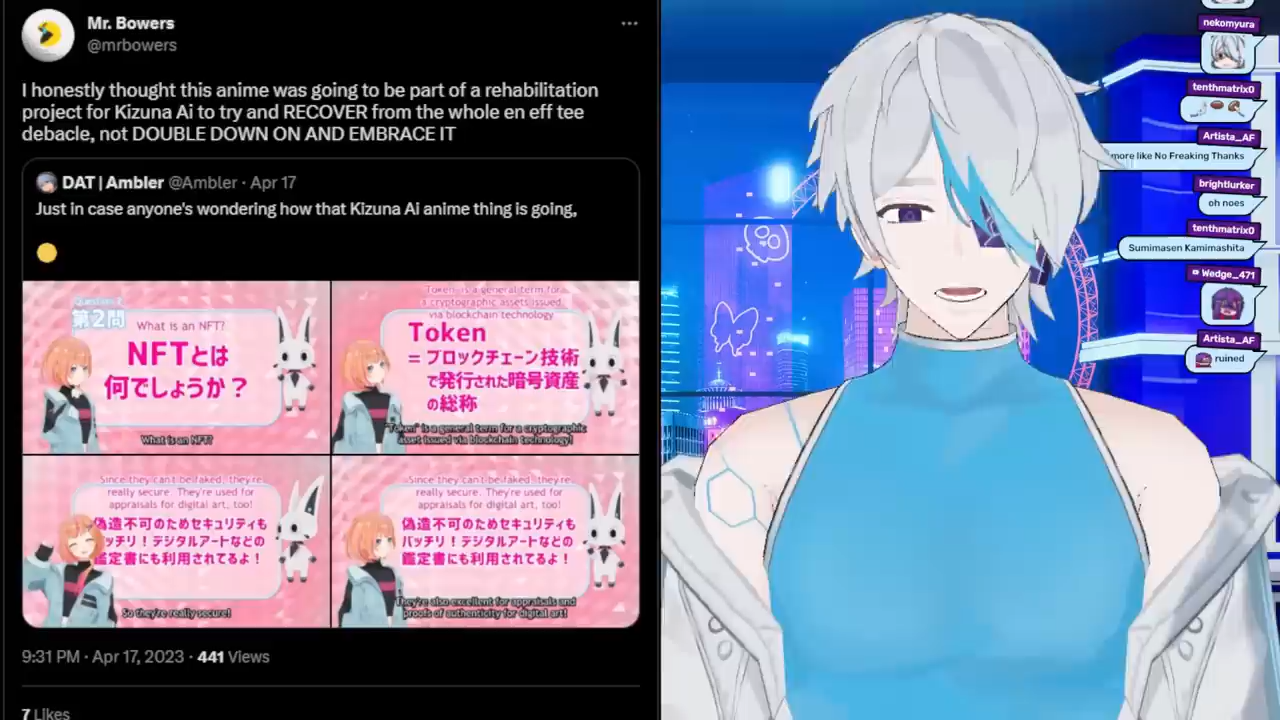 Mr. Bowers
@mrbowers
I honestly thought this anime was going to be part of a rehabilitation
project for Kizuna Ai to try and RECOVER from the whole en eff tee
debacle, not DOUBLE DOWN ON AND EMBRACE IT
DAT | Ambler @Ambler · Apr 17
Just in case anyone's wondering how that Kizuna Ai anime thing is going,
Question 2
第2問
What is an NFT?
NFTとは
何でしょうか？
What is an NFT?
Token is a general term for
a cryptographic assets issued
via blockchain technology
Token
=ブロックチェーン技術
で発行された暗号資産
の総称
"Token" is a general term for a cryptographic
asset issued via blockchain technology!
Since they can't be faked, they're
really secure. They're used for
appraisals for digital art, too!
偽造不可のためセキュリティも
ッチリ！デジタルアートなどの
鑑定書にも利用されてるよ！
So they're really secure!
Since they can't be faked, they're
really secure. They're used for
appraisals for digital art, too!
偽造不可のためセキュリティも
バッチリ！デジタルアートなどの
鑑定書にも利用されてるよ！
They're also excellent for appraisals and
proofs of authenticity for digital art!
9:31 PM · Apr 17, 2023 · 441 Views
7 Likes
nekomyura
tenthmatrix0
Artista_AF
more like No Freaking Thanks
brightlurker
oh noes
tenthmatrix0
Sumimasen Kamimashita
Wedge_471
Artista_AF
ruined